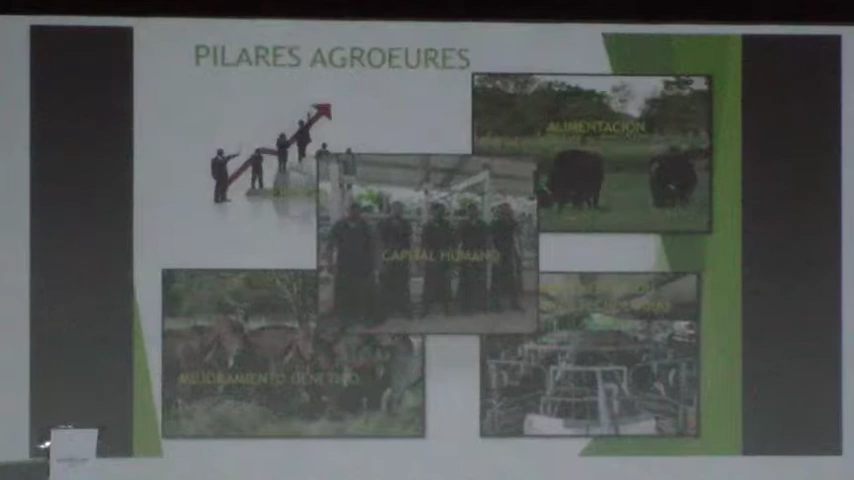 PILARES AGROEURES
ALIMENTACION
CAPITAL HUMANO
MEJORAMIENTO GENETICO